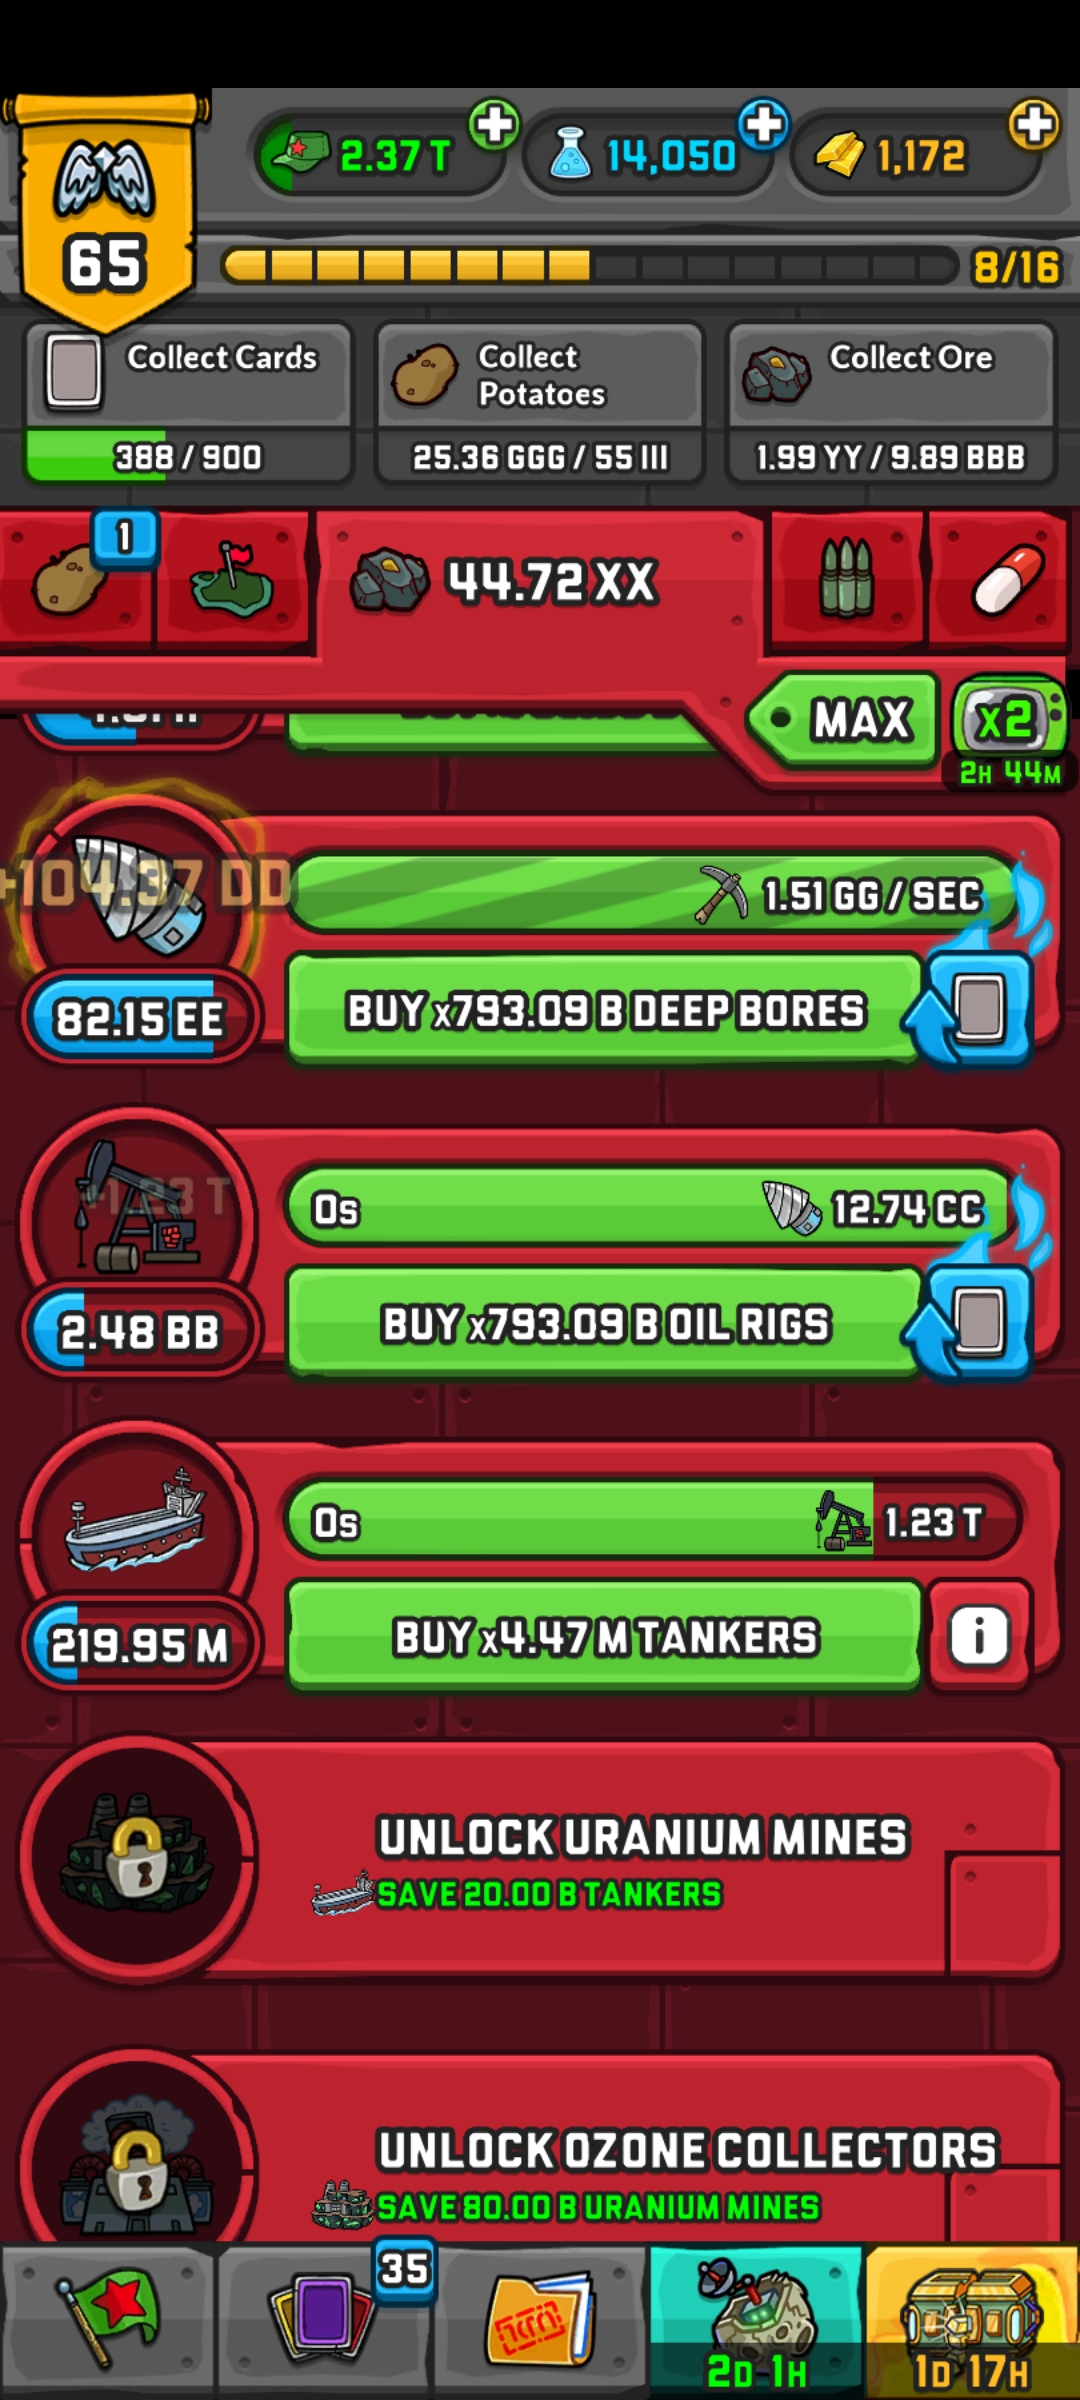 2.37 T
14,050
1,172
65
8/16
Collect Cards
388 / 900
Collect
Potatoes
25.36 GGG / 55 III
Collect Ore
1.99 YY / 9.89 BBB
1
44.72 XX
MAX
x2
2H 44M
+104.37 DD
1.51 GG / SEC
82.15 EE
BUY x793.09 B DEEP BORES
+1.23 T
0s
12.74 CC
2.48 BB
BUY x793.09 B OIL RIGS
0s
1.23 T
219.95 M
BUY x4.47 M TANKERS
i
UNLOCK URANIUM MINES
SAVE 20.00 B TANKERS
UNLOCK OZONE COLLECTORS
SAVE 80.00 B URANIUM MINES
35
2D 1H
1D 17H